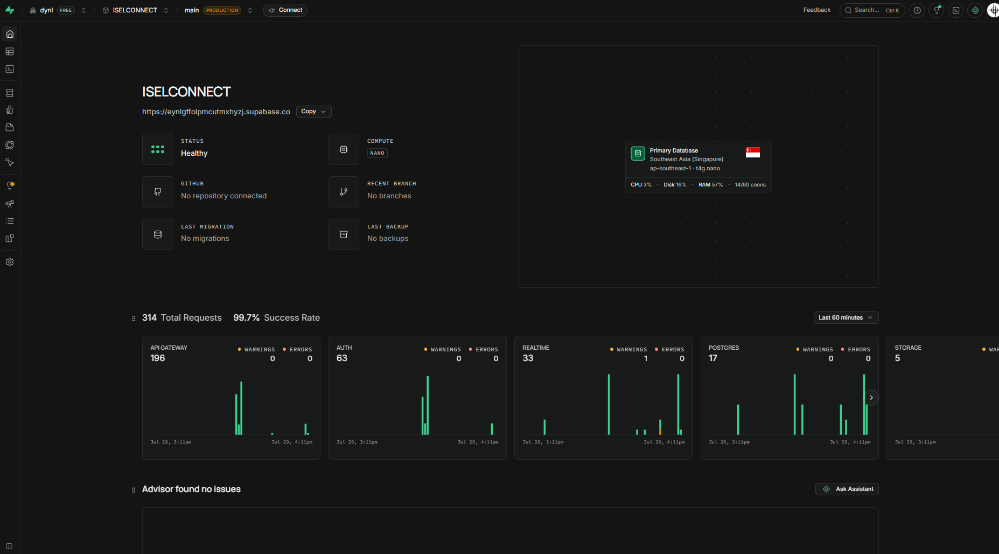 dynl FREE ISELCONNECT main PRODUCTION Connect Feedback Search... Ctrl K
ISELCONNECT
https://eynlgffolpmcutmxhyzj.supabase.co Copy
STATUS
Healthy
COMPUTE
NANO
GITHUB
No repository connected
RECENT BRANCH
No branches
LAST MIGRATION
No migrations
LAST BACKUP
No backups
Primary Database
Southeast Asia (Singapore)
ap-southeast-1 · t4g.nano
CPU 3% · Disk 16% · RAM 57% · 14/60 conns
314 Total Requests 99.7% Success Rate Last 60 minutes
API GATEWAY WARNINGS ERRORS
196 0 0
Jul 29, 3:11pm Jul 29, 4:11pm
AUTH WARNINGS ERRORS
63 0 0
Jul 29, 3:11pm Jul 29, 4:11pm
REALTIME WARNINGS ERRORS
33 1 0
Jul 29, 3:11pm Jul 29, 4:11pm
POSTGRES WARNINGS ERRORS
17 0 0
Jul 29, 3:11pm Jul 29, 4:11pm
STORAGE WAR
5
Jul 29, 3:11pm
Advisor found no issues Ask Assistant